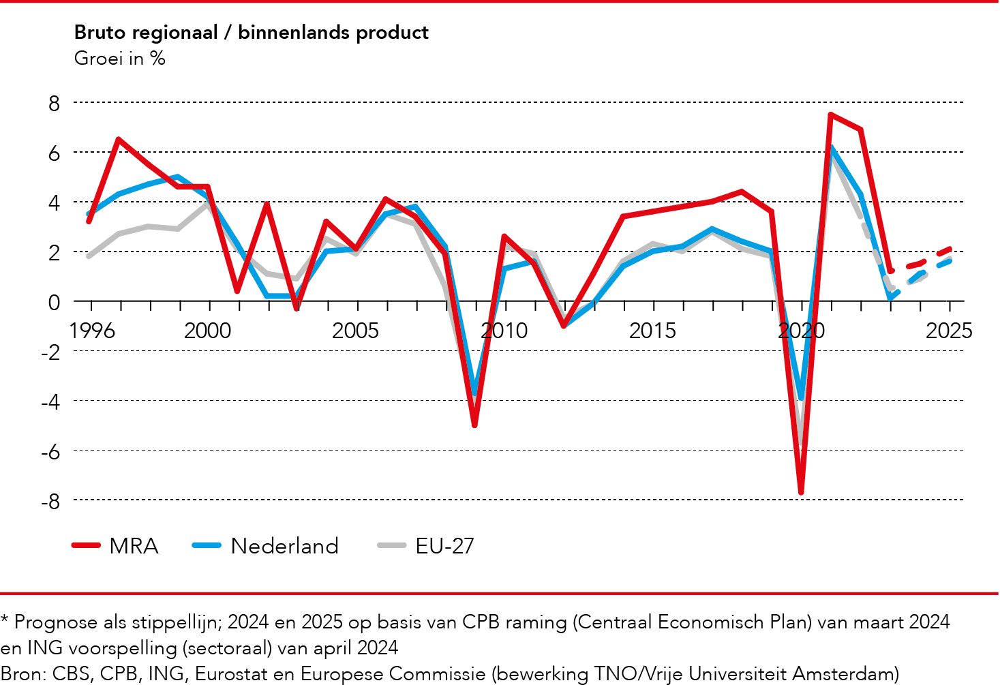 Bruto regionaal / binnenlands product
Groei in %
8
6
4
2
0
1996 2000 2005 2010 2015 2020 2025
-2
-4
-6
-8
MRA Nederland EU-27
* Prognose als stippellijn; 2024 en 2025 op basis van CPB raming (Centraal Economisch Plan) van maart 2024
en ING voorspelling (sectoraal) van april 2024
Bron: CBS, CPB, ING, Eurostat en Europese Commissie (bewerking TNO/Vrije Universiteit Amsterdam)